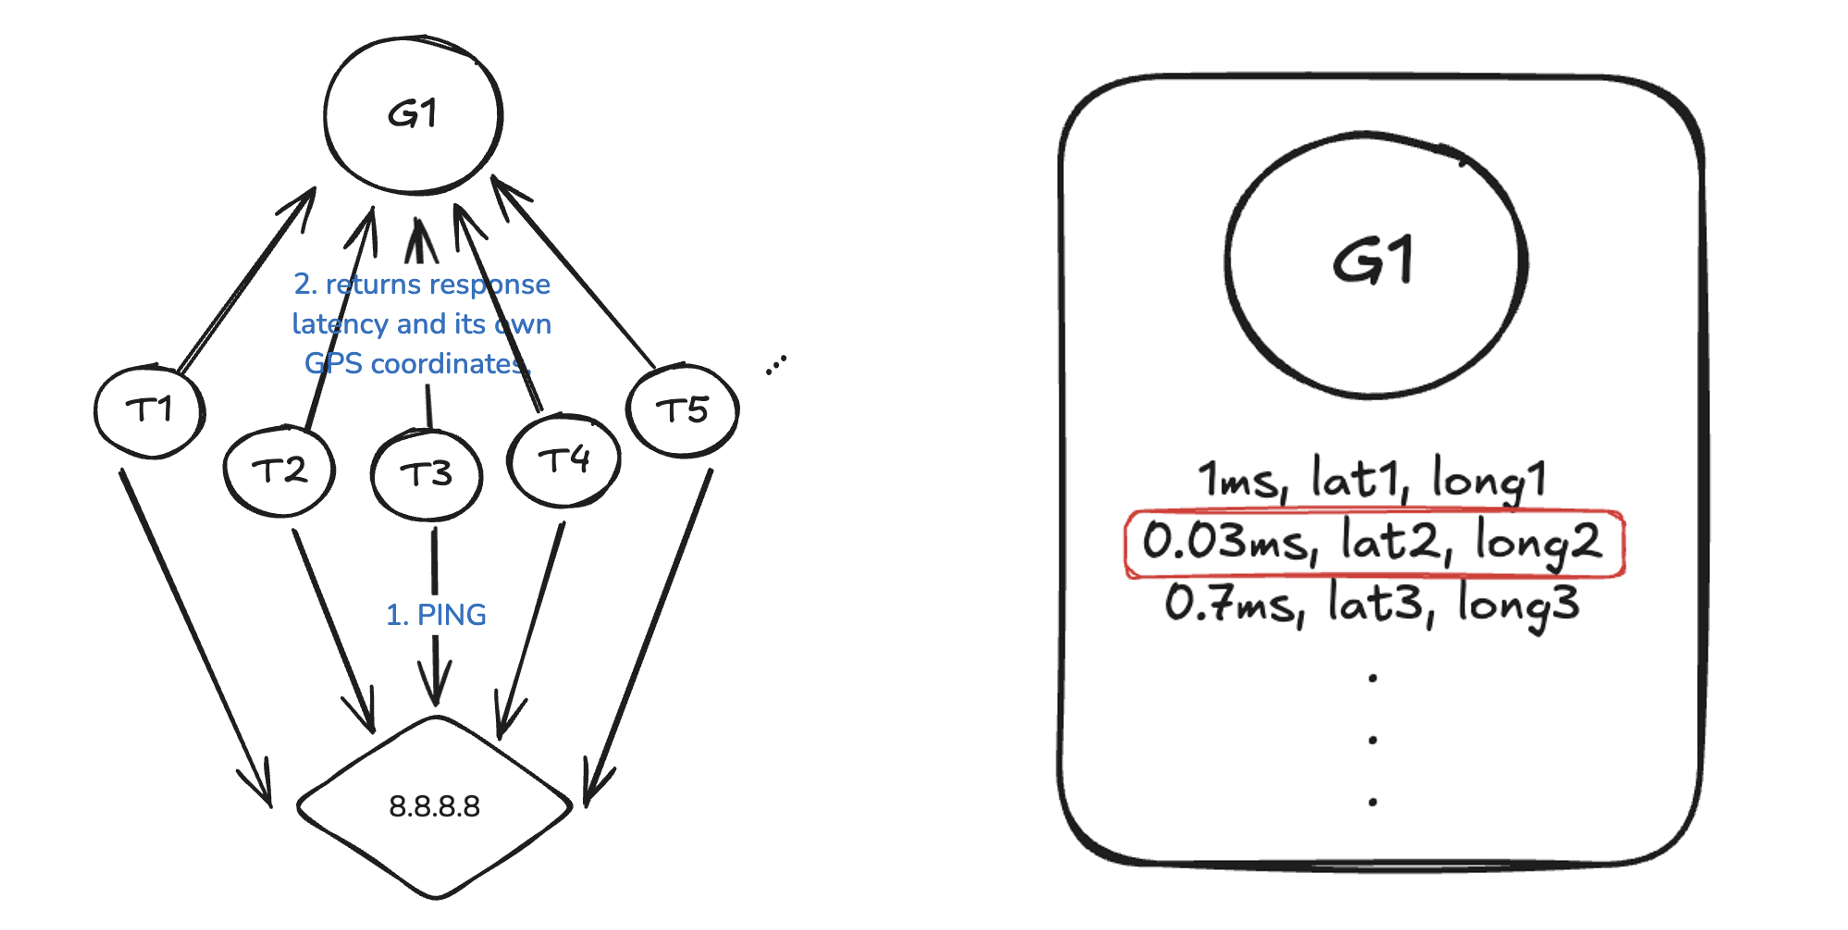 G1
2. returns response
latency and its own
GPS coordinates.
T1
T2
T3
T4
T5
1. PING
8.8.8.8
G1
1ms, lat1, long1
0.03ms, lat2, long2
0.7ms, lat3, long3